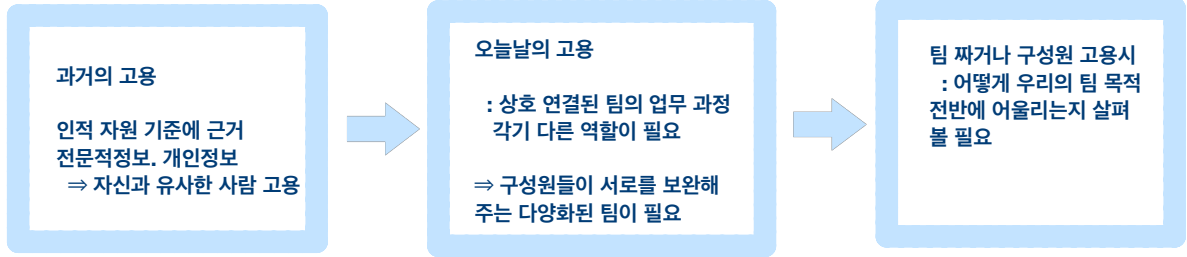 과거의 고용
인적 자원 기준에 근거
전문적정보. 개인정보
⇒ 자신과 유사한 사람 고용
오늘날의 고용
: 상호 연결된 팀의 업무 과정
각기 다른 역할이 필요
⇒ 구성원들이 서로를 보완해
주는 다양화된 팀이 필요
팀 짜거나 구성원 고용시
: 어떻게 우리의 팀 목적
전반에 어울리는지 살펴
볼 필요